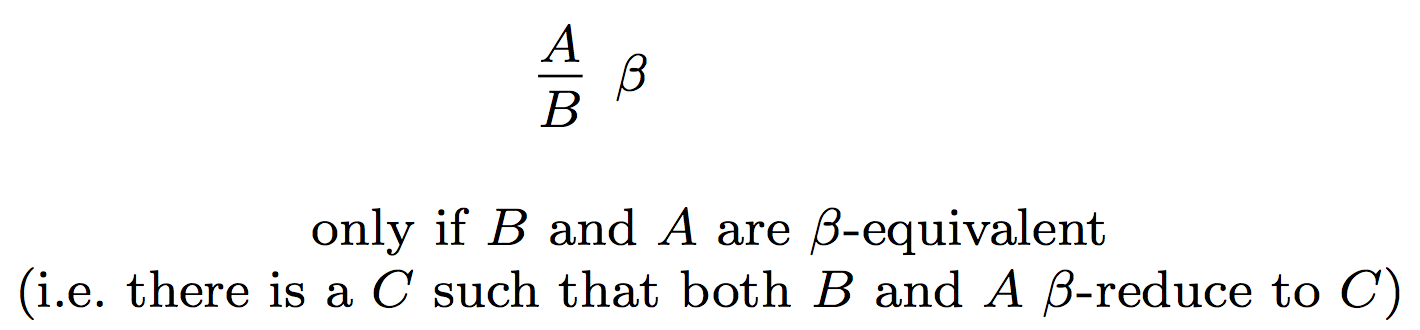 A
B β
only if B and A are β-equivalent
(i.e. there is a C such that both B and A β-reduce to C)